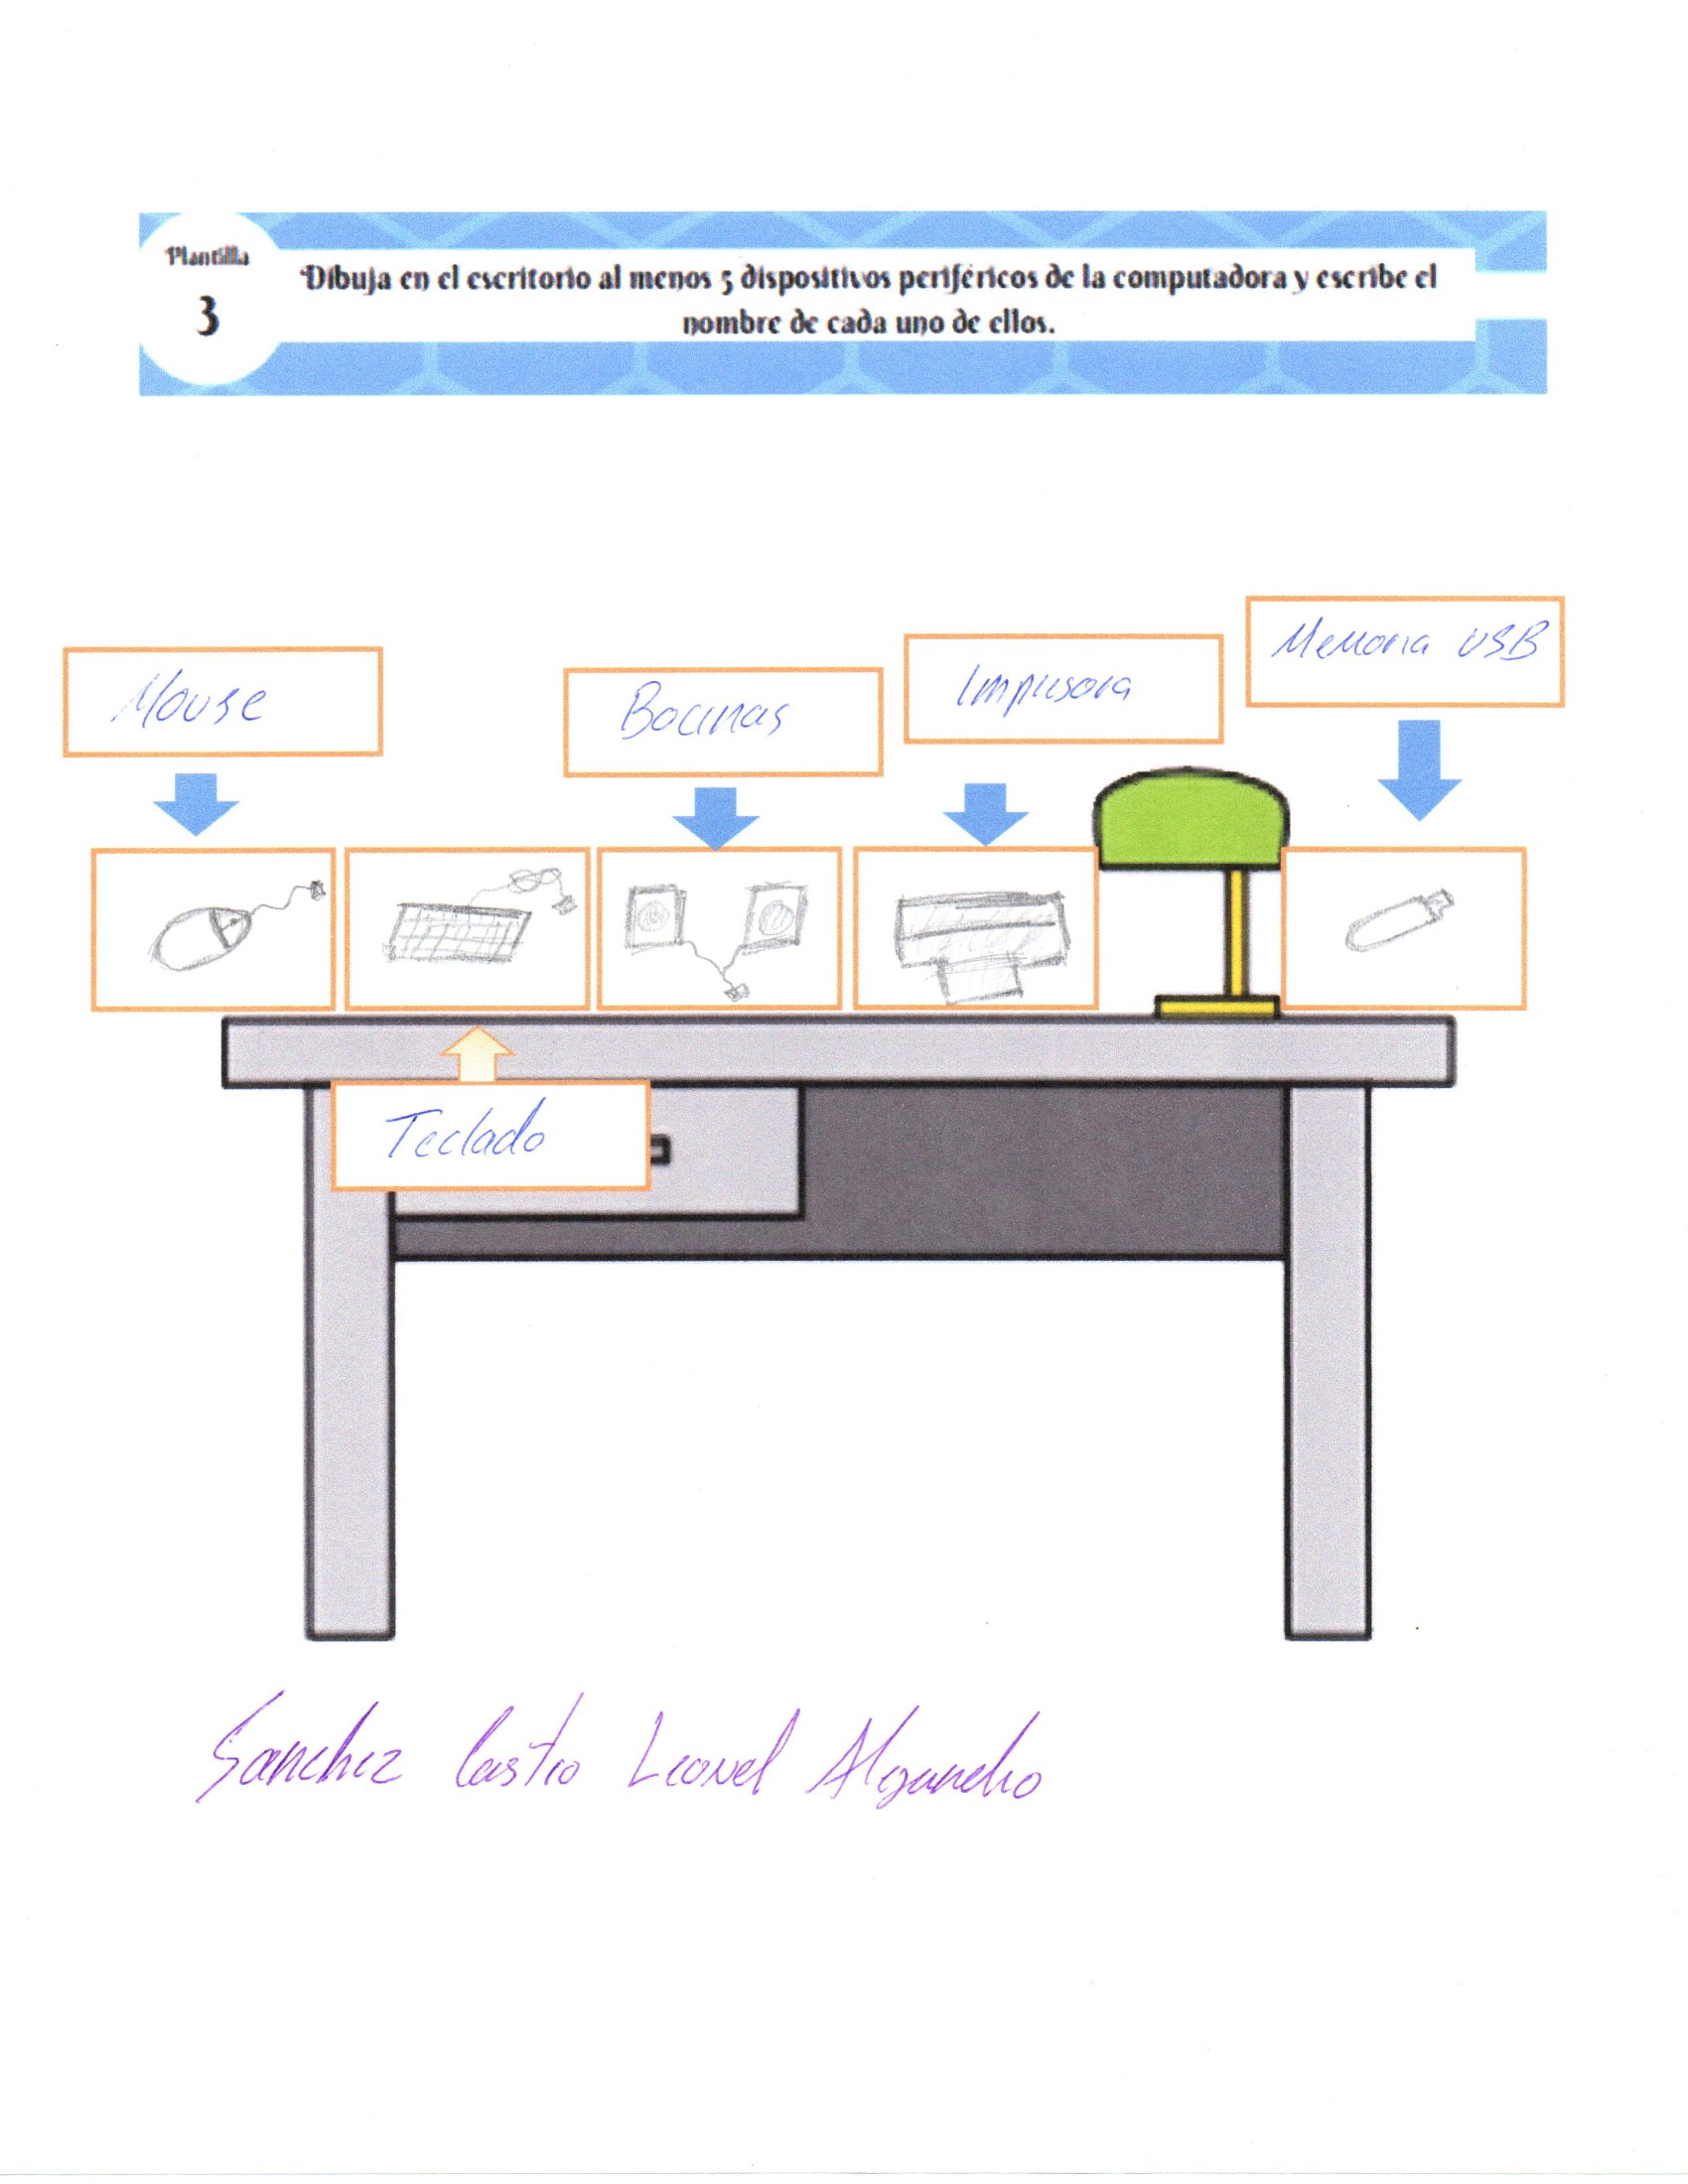 Plantilla
3
Dibuja en el escritorio al menos 5 dispositivos periféricos de la computadora y escribe el
nombre de cada uno de ellos.
Memoria USB
Impresora
Mouse
Bocinas
Teclado
Sanchez Castro Leonel Alejandro